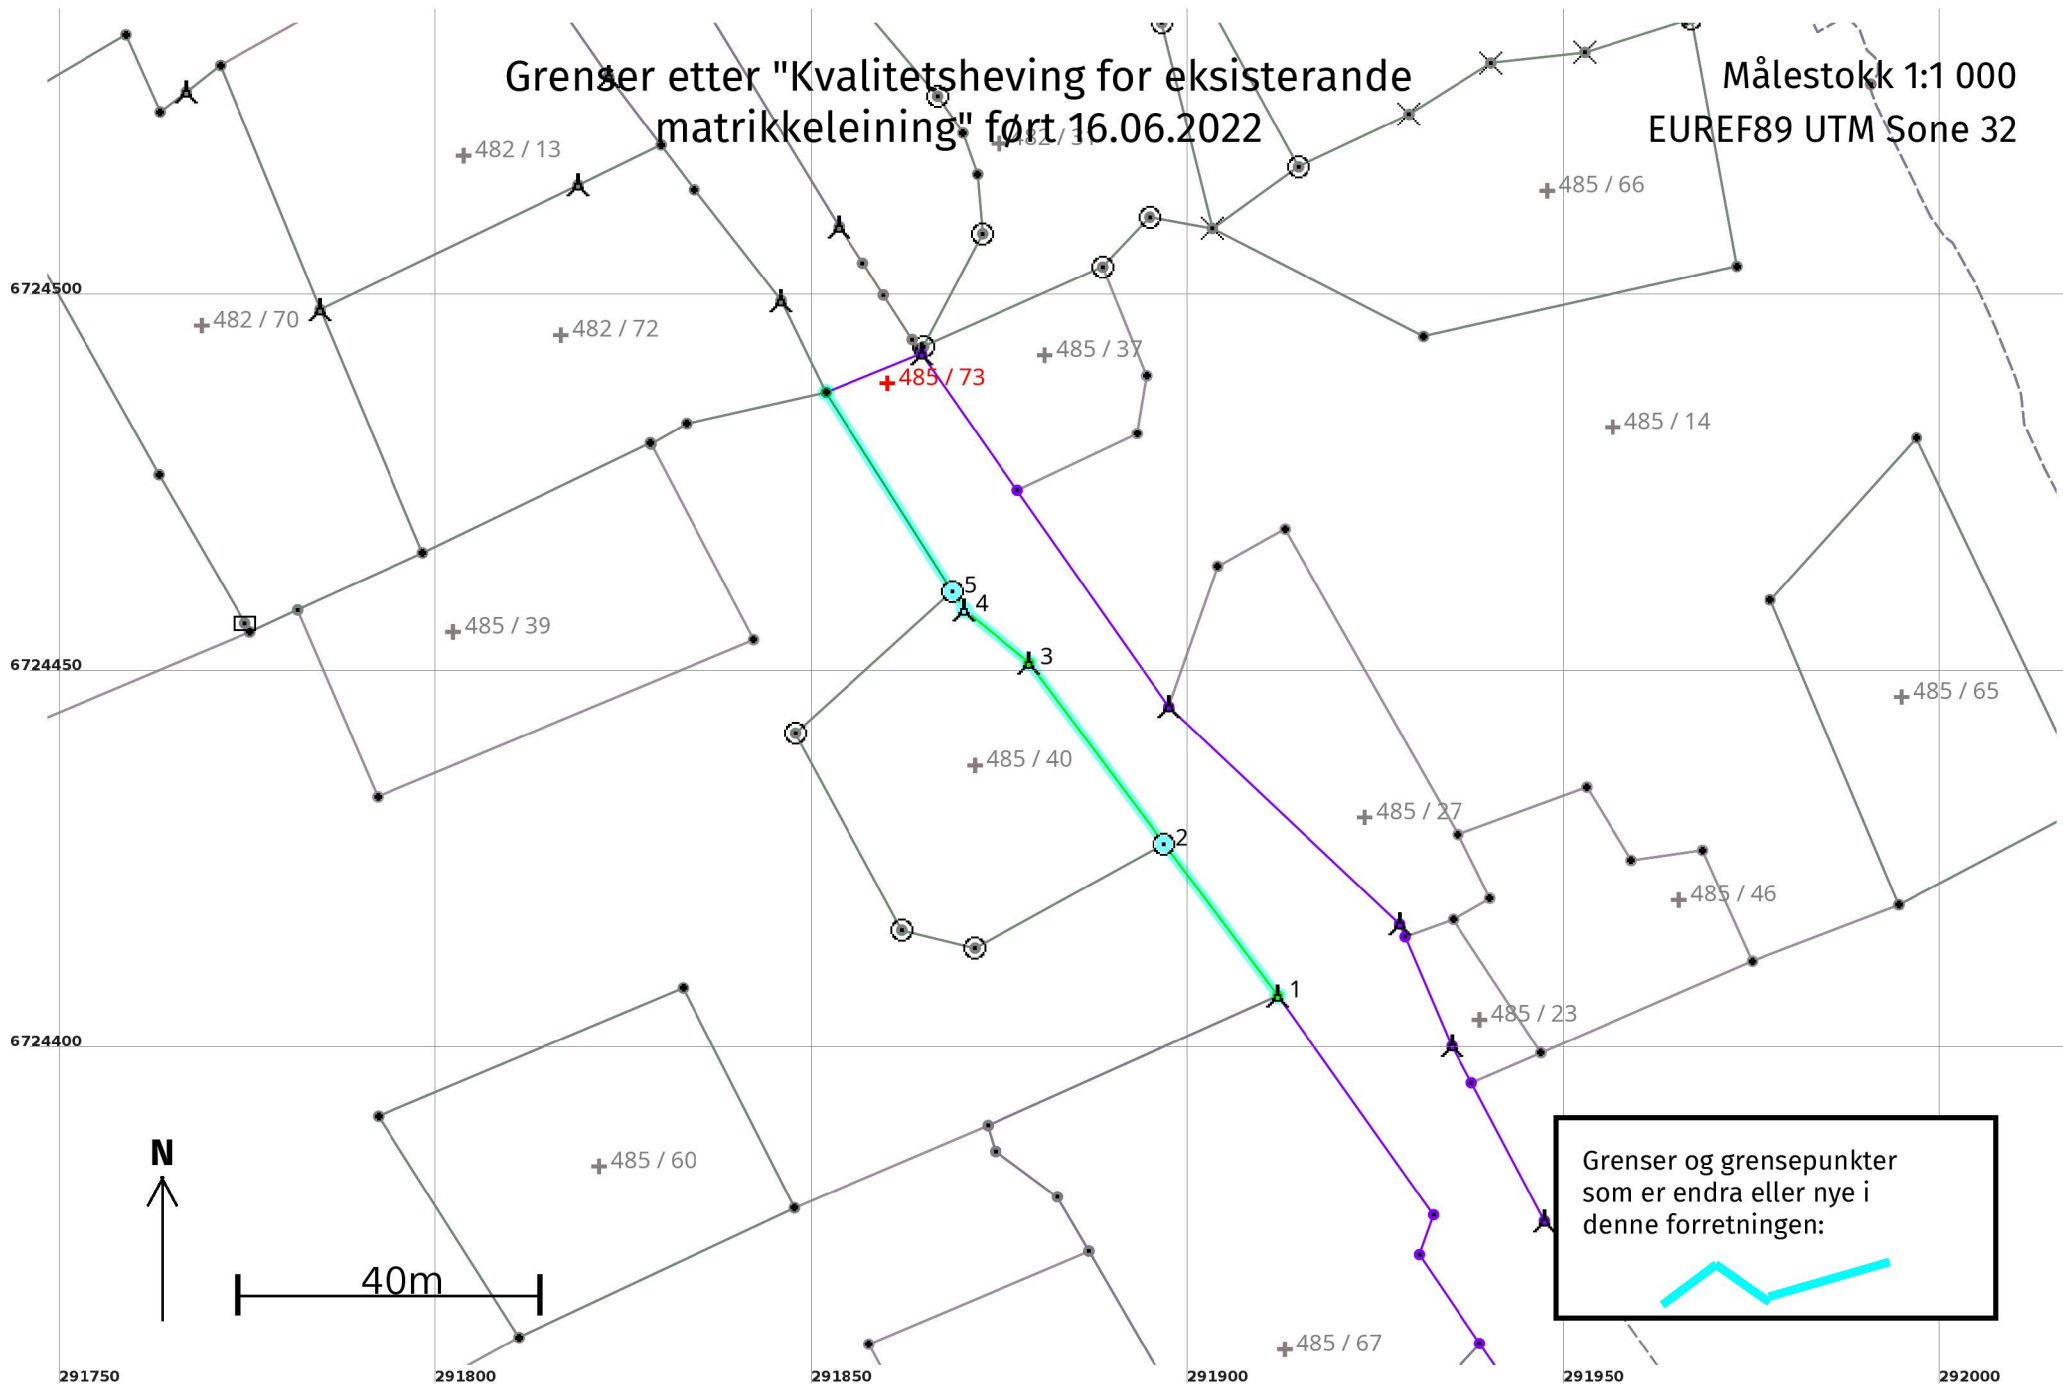 Grenser etter "Kvalitetsheving for eksisterande
matrikkeleining" ført 16.06.2022
Målestokk 1:1 000
EUREF89 UTM Sone 32
482 / 13
482 / 31
485 / 66
6724500
482 / 70
482 / 72
485 / 37
485 / 73
485 / 14
5
4
485 / 39
3
6724450
485 / 65
485 / 40
485 / 27
2
485 / 46
1
485 / 23
6724400
N
485 / 60
Grenser og grensepunkter
som er endra eller nye i
denne forretningen:
40m
485 / 67
291750
291800
291850
291900
291950
292000